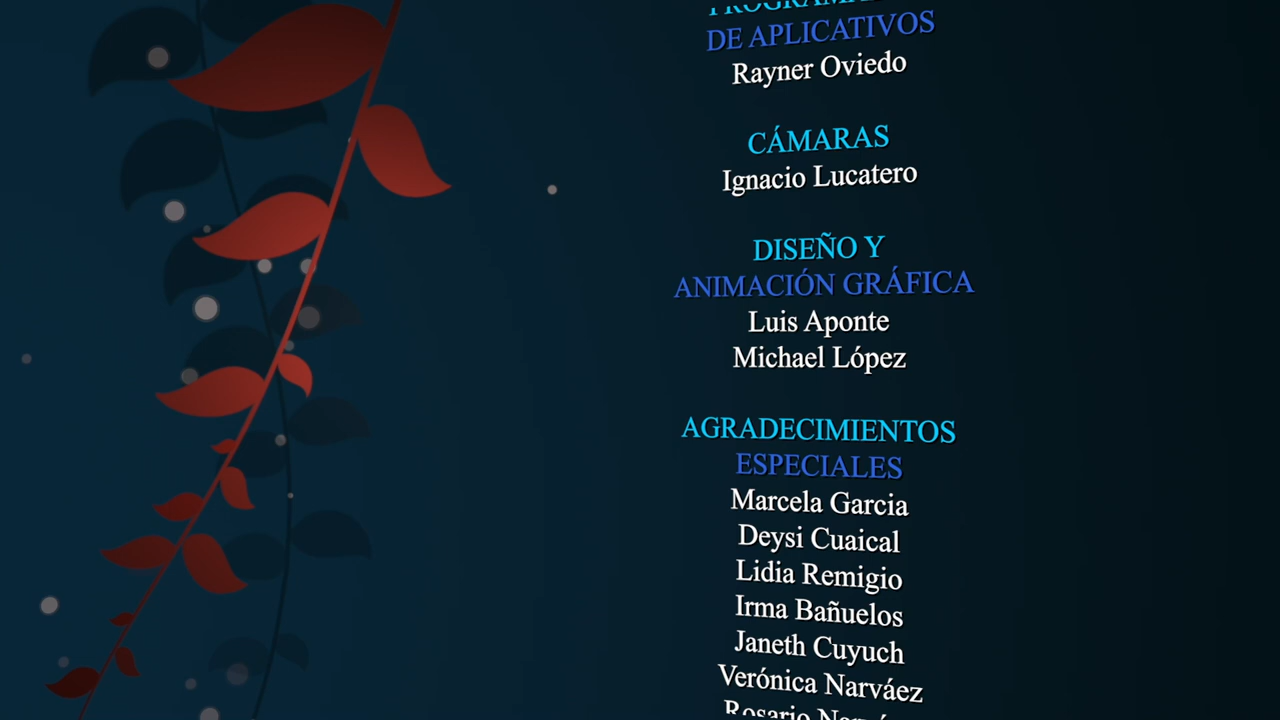 DE APLICATIVOS
Rayner Oviedo
CÁMARAS
Ignacio Lucatero
DISEÑO Y
ANIMACIÓN GRÁFICA
Luis Aponte
Michael López
AGRADECIMIENTOS
ESPECIALES
Marcela Garcia
Deysi Cuaical
Lidia Remigio
Irma Bañuelos
Janeth Cuyuch
Verónica Narváez
Rosario